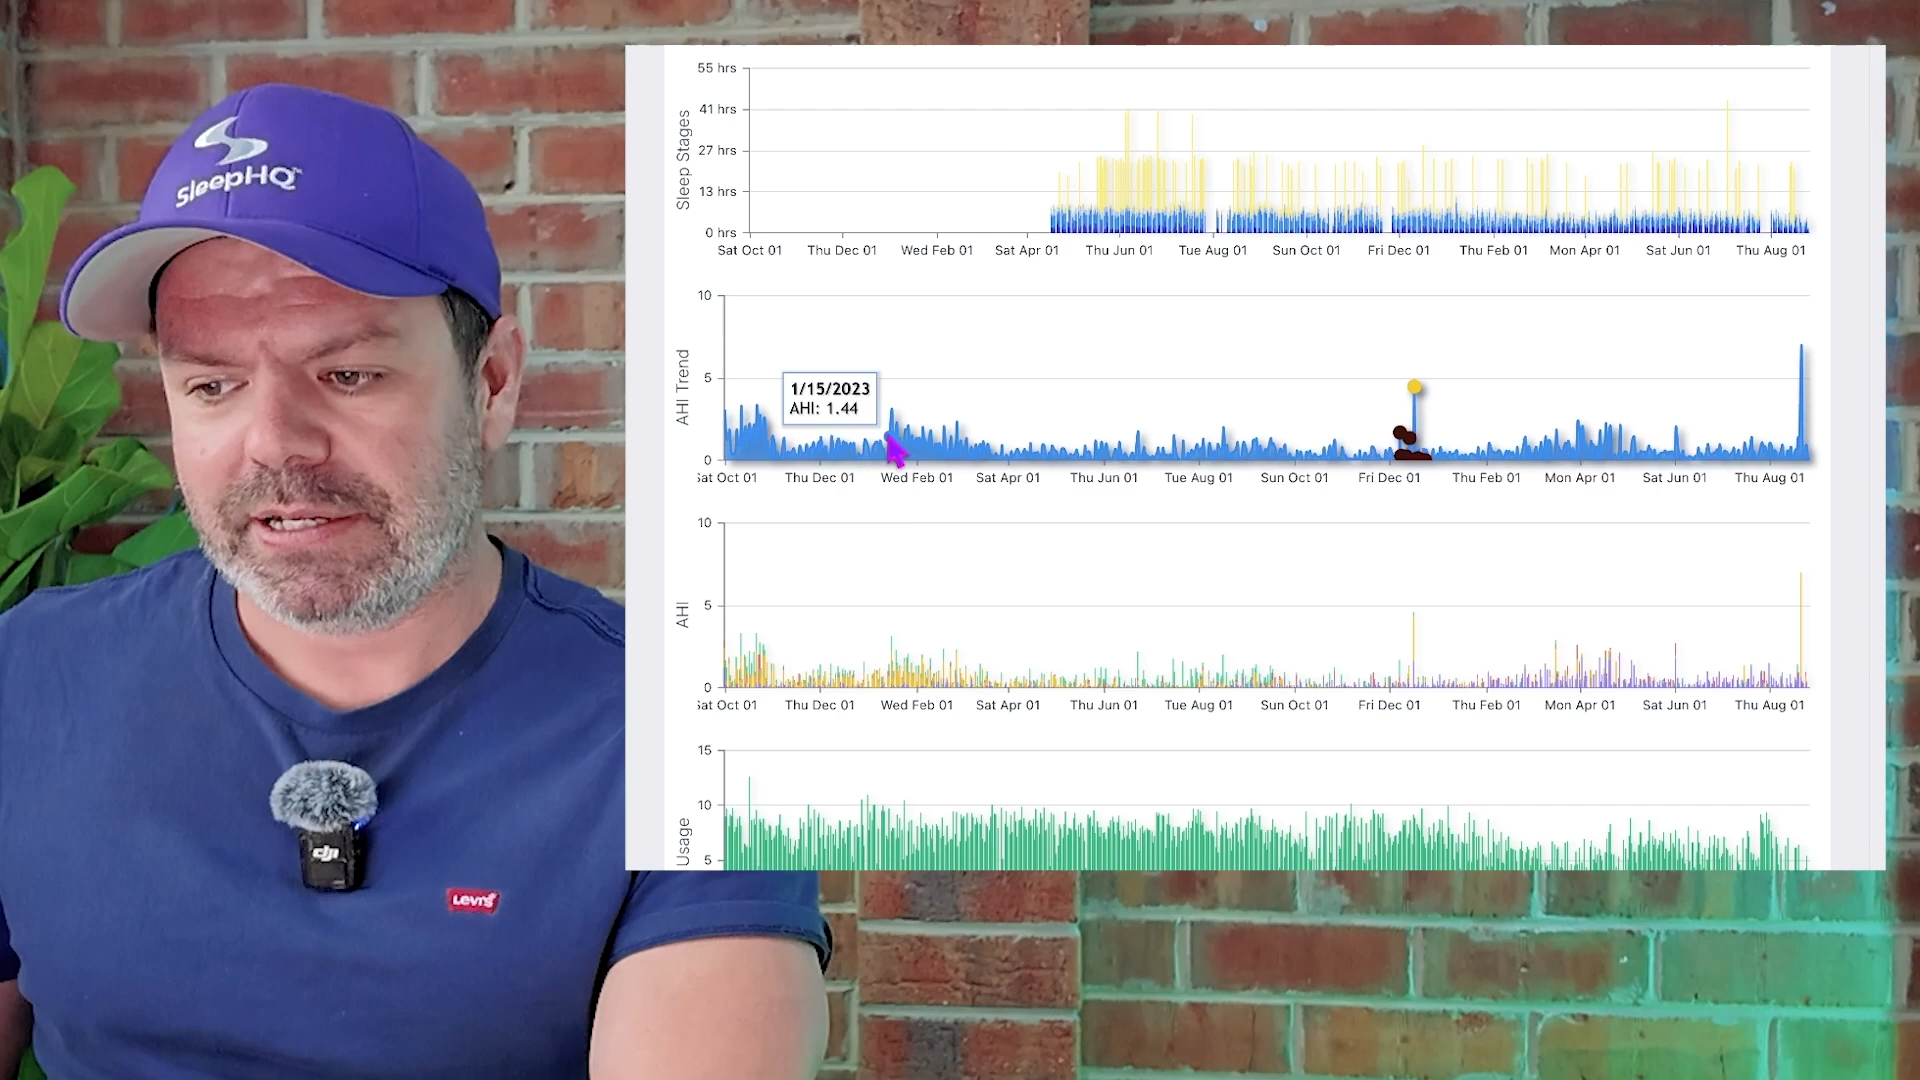 SleepHQ
dji
Levi's
55 hrs
41 hrs
27 hrs
13 hrs
0 hrs
Sleep Stages
Sat Oct 01 Thu Dec 01 Wed Feb 01 Sat Apr 01 Thu Jun 01 Tue Aug 01 Sun Oct 01 Fri Dec 01 Thu Feb 01 Mon Apr 01 Sat Jun 01 Thu Aug 01
10
5
0
AHI Trend
1/15/2023
AHI: 1.44
Sat Oct 01 Thu Dec 01 Wed Feb 01 Sat Apr 01 Thu Jun 01 Tue Aug 01 Sun Oct 01 Fri Dec 01 Thu Feb 01 Mon Apr 01 Sat Jun 01 Thu Aug 01
10
5
0
AHI
Sat Oct 01 Thu Dec 01 Wed Feb 01 Sat Apr 01 Thu Jun 01 Tue Aug 01 Sun Oct 01 Fri Dec 01 Thu Feb 01 Mon Apr 01 Sat Jun 01 Thu Aug 01
15
10
5
Usage